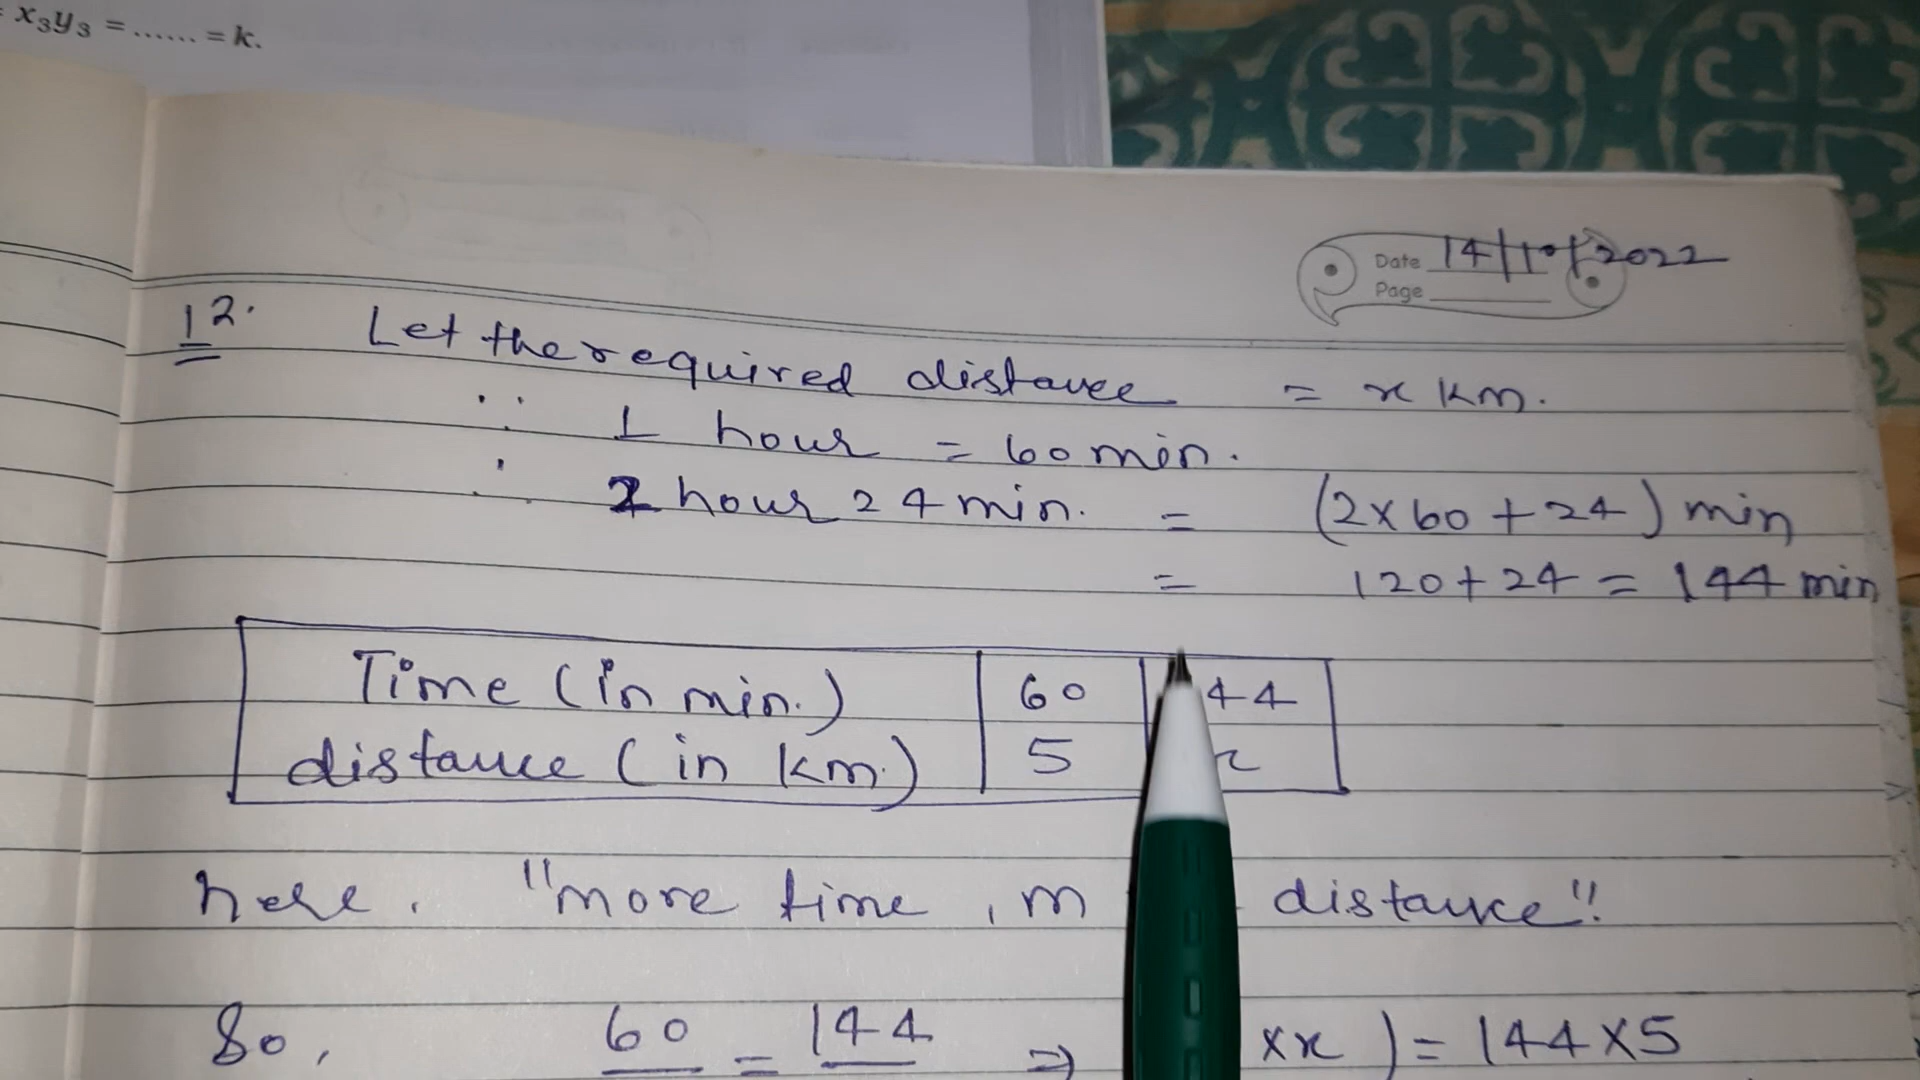 x₃y₃ = ...... = k.
Date 14/10/2022
Page
12. Let the required distance = x km.
∵ 1 hour = 60 min.
∴ 2 hour 24 min. = (2×60+24) min
= 120+24 = 144 min
Time (in min.) 60 44
distance (in km.) 5 x
here, "more time, m distance".
So, 60 = 144 ⇒ ×x) = 144×5